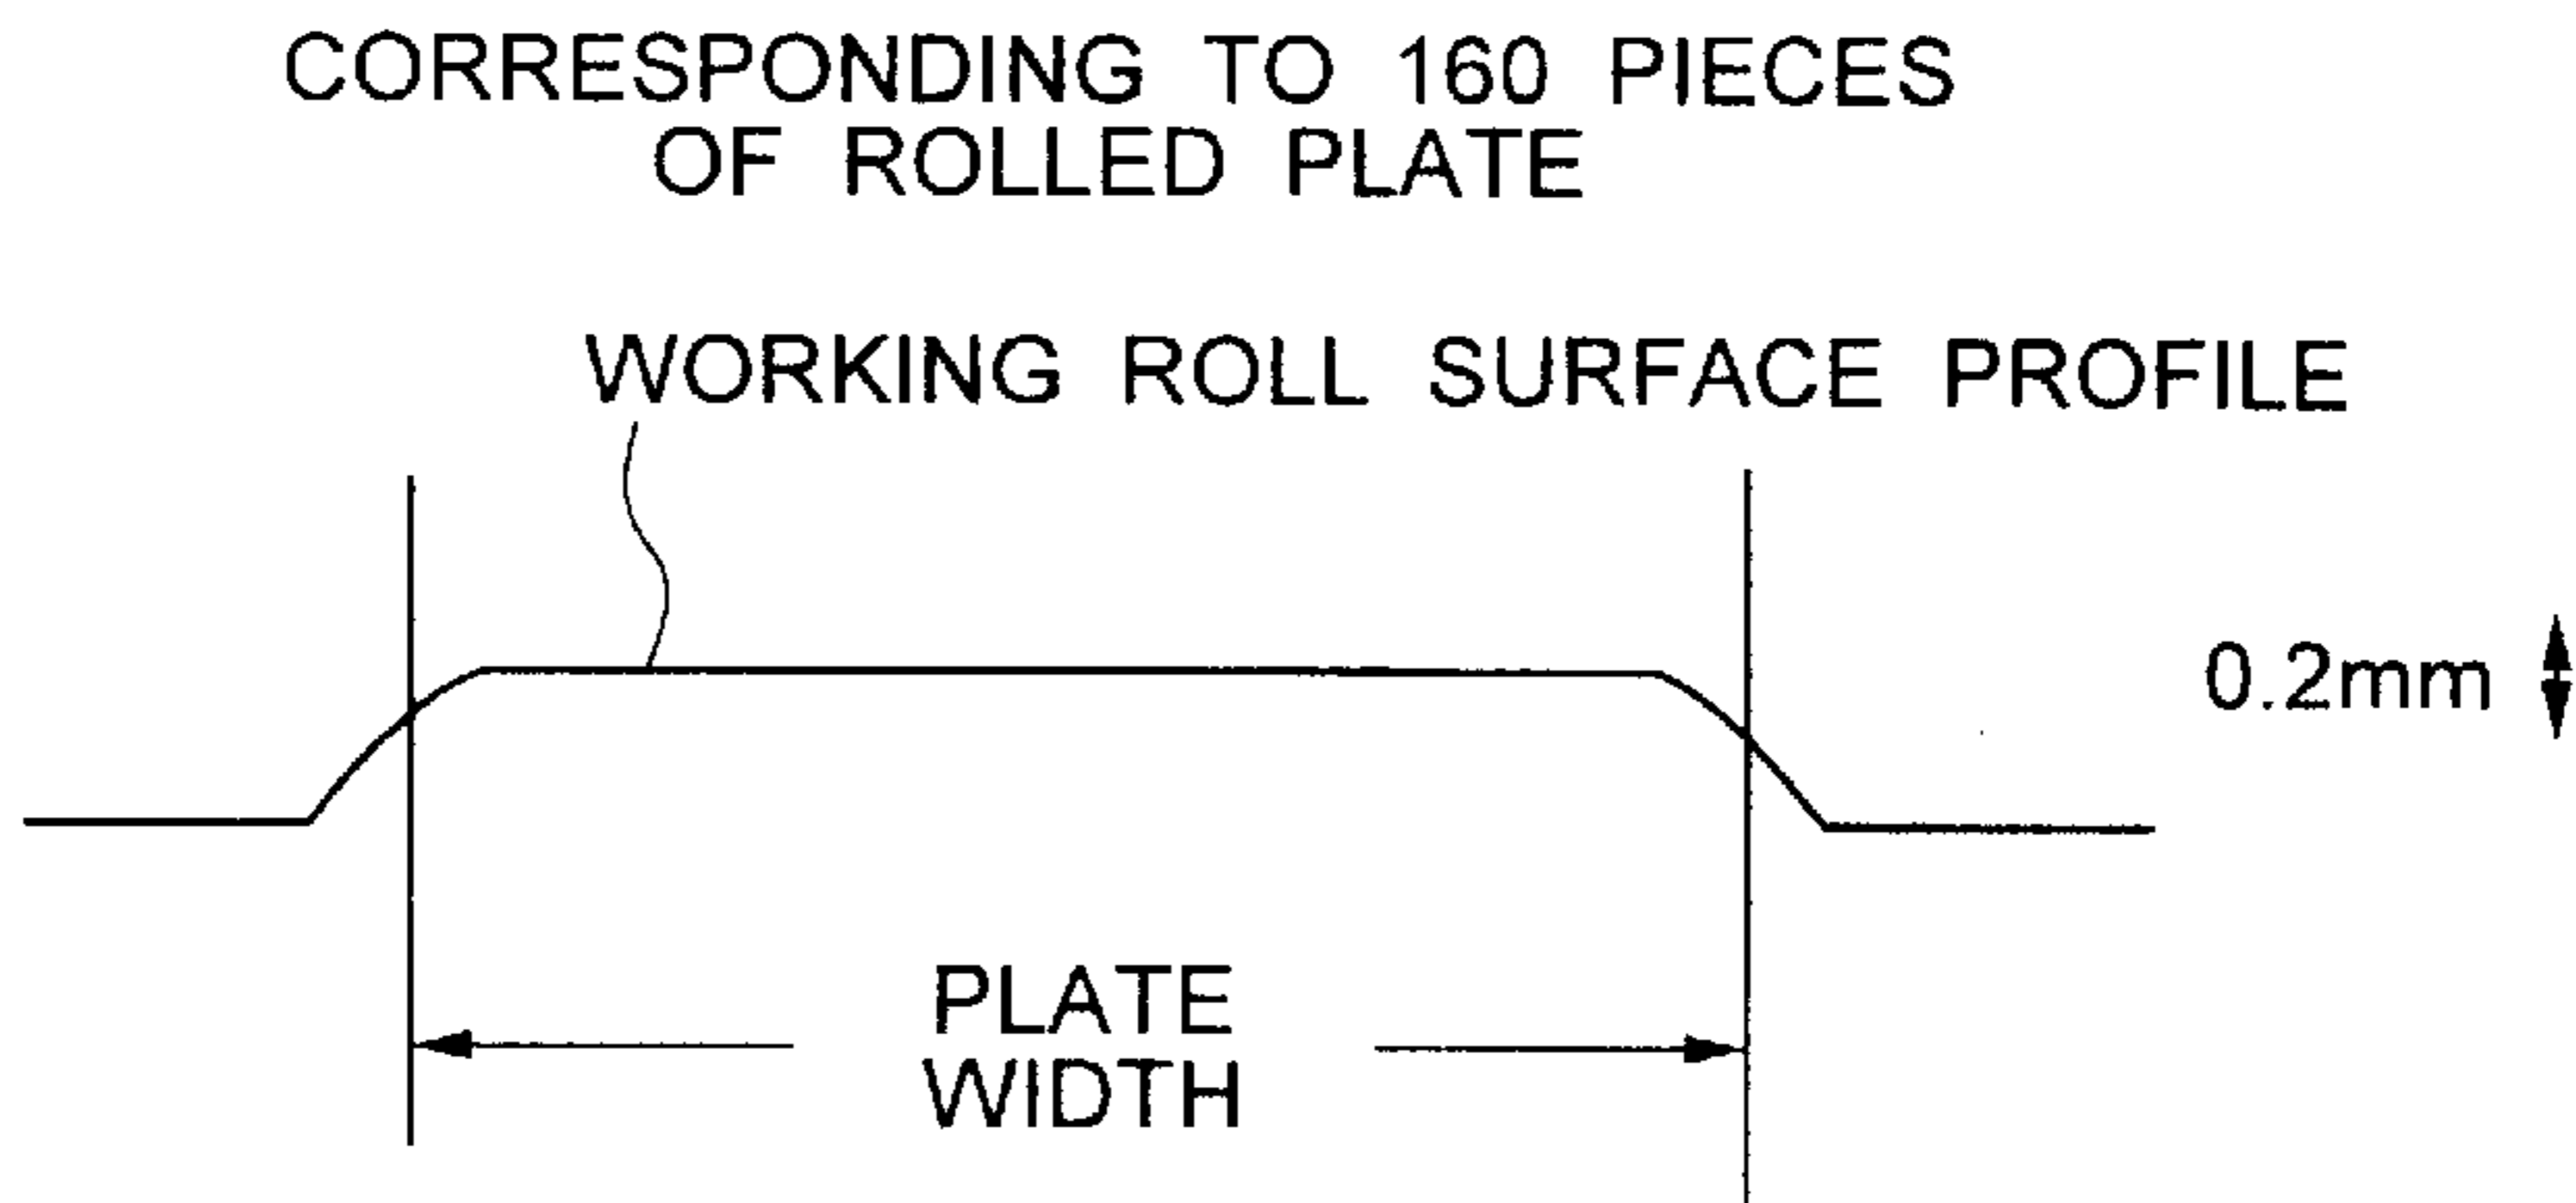 CORRESPONDING TO 160 PIECES
OF ROLLED PLATE
WORKING ROLL SURFACE PROFILE
0.2mm
PLATE
WIDTH